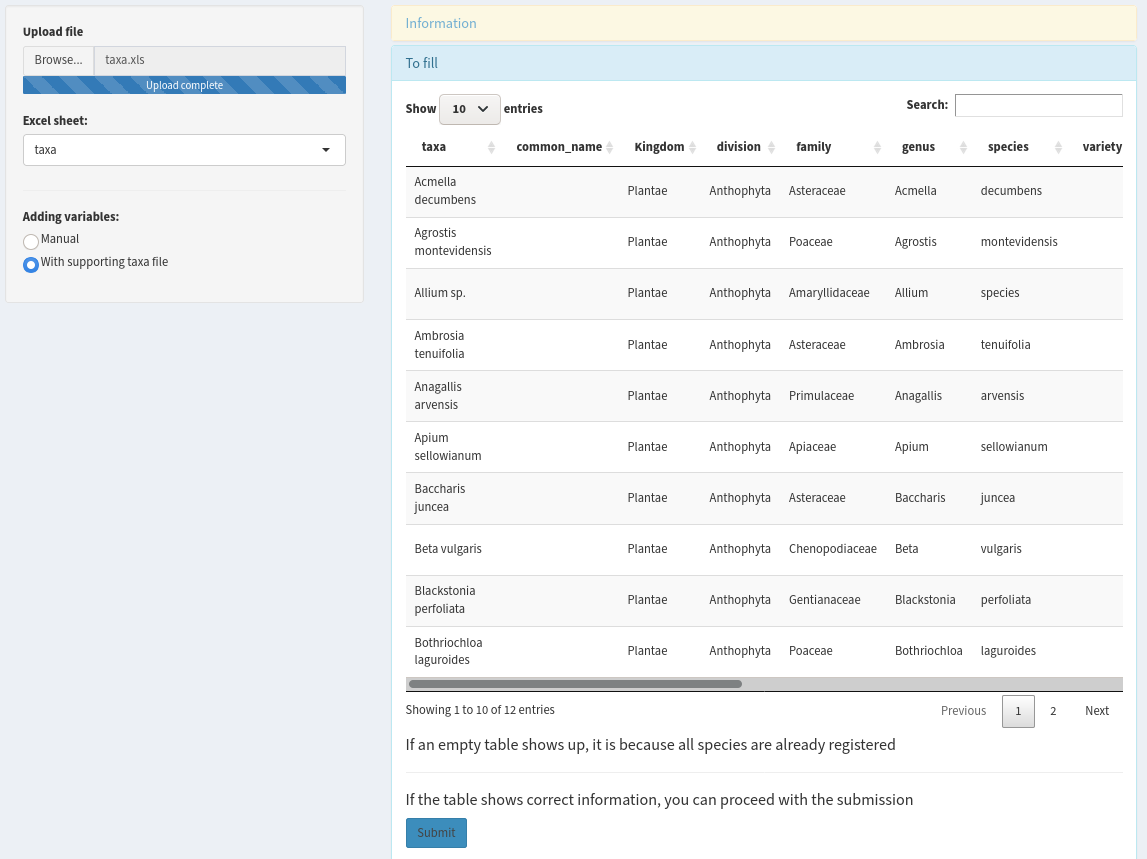 Upload file
Browse... taxa.xls
Upload complete
Excel sheet:
taxa
Adding variables:
Manual
With supporting taxa file
Information
To fill
Show 10 entries Search:
taxa common_name Kingdom division family genus species variety
Acmella decumbens Plantae Anthophyta Asteraceae Acmella decumbens
Agrostis montevidensis Plantae Anthophyta Poaceae Agrostis montevidensis
Allium sp. Plantae Anthophyta Amaryllidaceae Allium species
Ambrosia tenuifolia Plantae Anthophyta Asteraceae Ambrosia tenuifolia
Anagallis arvensis Plantae Anthophyta Primulaceae Anagallis arvensis
Apium sellowianum Plantae Anthophyta Apiaceae Apium sellowianum
Baccharis juncea Plantae Anthophyta Asteraceae Baccharis juncea
Beta vulgaris Plantae Anthophyta Chenopodiaceae Beta vulgaris
Blackstonia perfoliata Plantae Anthophyta Gentianaceae Blackstonia perfoliata
Bothriochloa laguroides Plantae Anthophyta Poaceae Bothriochloa laguroides
Showing 1 to 10 of 12 entries Previous 1 2 Next
If an empty table shows up, it is because all species are already registered
If the table shows correct information, you can proceed with the submission
Submit